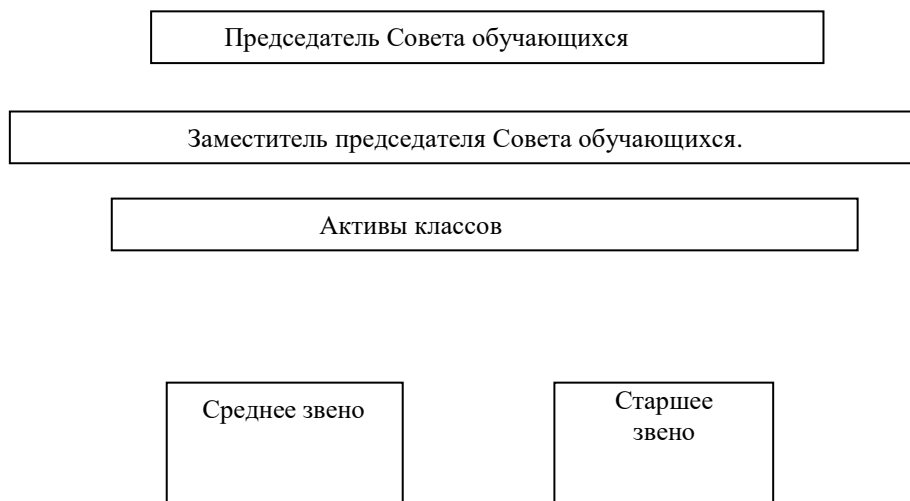 Председатель Совета обучающихся
Заместитель председателя Совета обучающихся.
Активы классов
Среднее звено
Старшее
звено